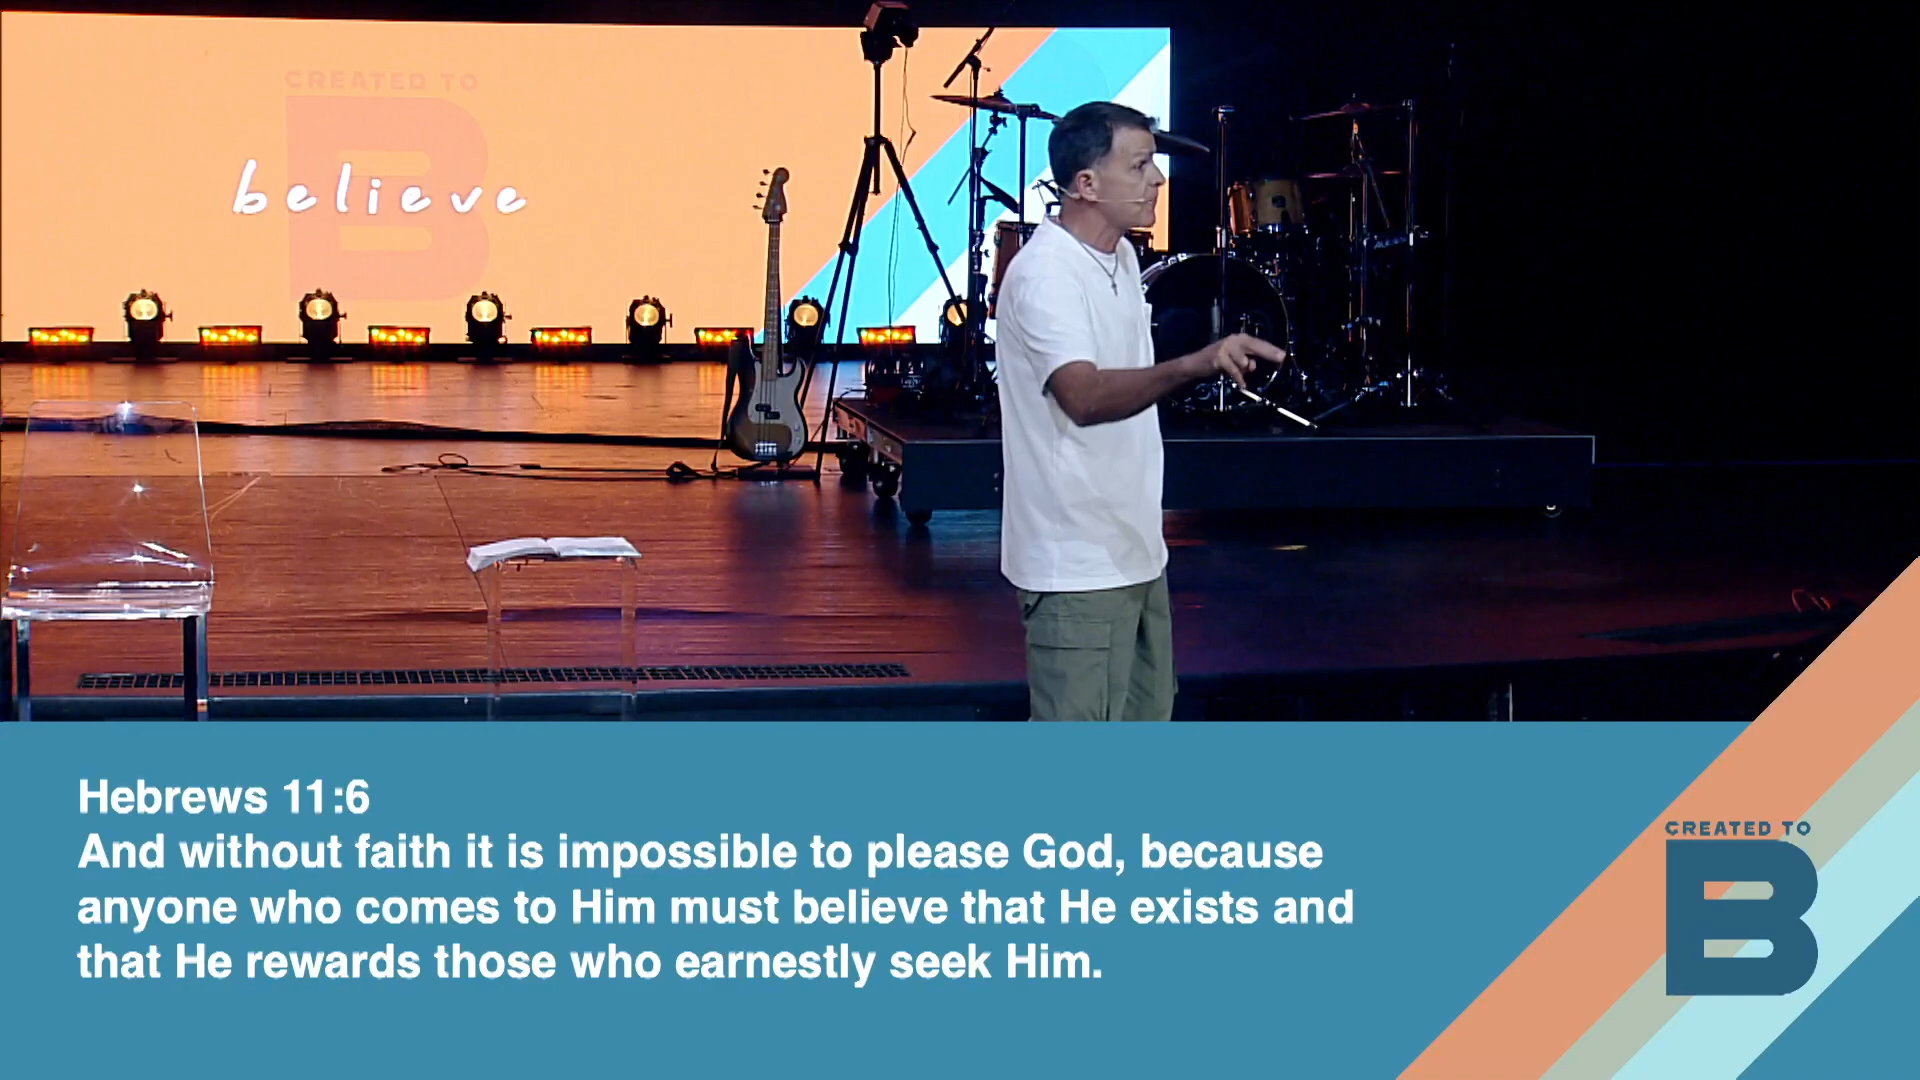 CREATED TO
B
believe
Hebrews 11:6
And without faith it is impossible to please God, because
anyone who comes to Him must believe that He exists and
that He rewards those who earnestly seek Him.
CREATED TO
B